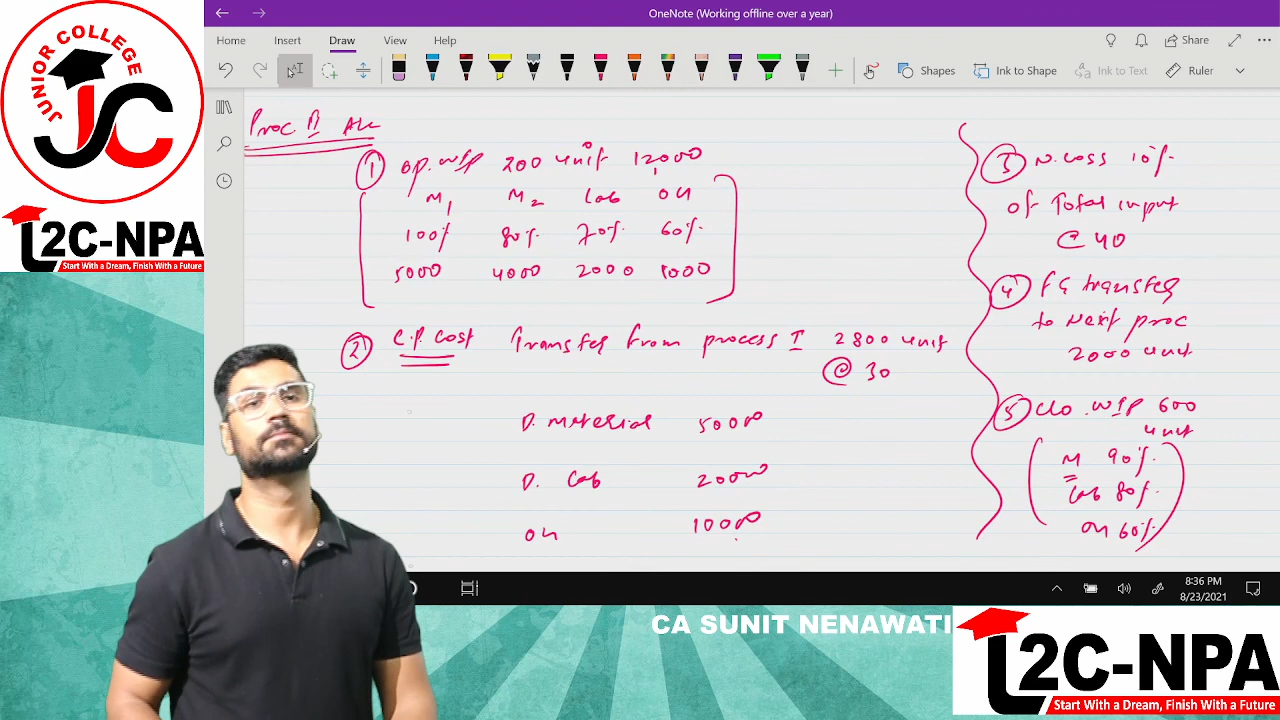 JUNIOR COLLEGE
JC
L2C-NPA
Start With a Dream, Finish With a Future
OneNote (Working offline over a year)
Home Insert Draw View Help
Share
Shapes Ink to Shape Ink to Text Ruler
Proc II A/c
① op. WIP 200 unit 12000
M1 M2 Lab OH
100% 80% 70% 60%
5000 4000 2000 1000
② C.P Cost Transfer from process I 2800 unit
@ 30
D. Material 50000
D. Lab 20000
OH 10000
③ N. Loss 10%
of Total input
@ 40
④ FG transfer
to Next proc
2000 unit
⑤ Clo. WIP 600
unit
M 90%
Lab 80%
OH 60%
8:36 PM
8/23/2021
CA SUNIT NENAWATI
L2C-NPA
Start With a Dream, Finish With a Future